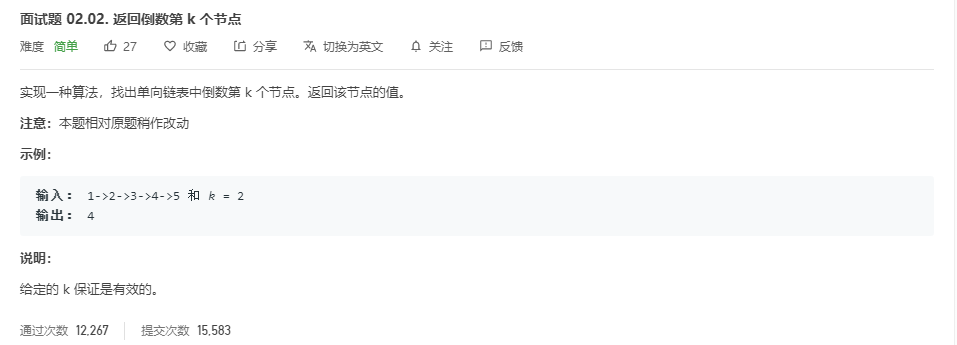 面试题 02.02. 返回倒数第 k 个节点
难度 简单 27 收藏 分享 切换为英文 关注 反馈
实现一种算法，找出单向链表中倒数第 k 个节点。返回该节点的值。
注意：本题相对原题稍作改动
示例：
输入： 1->2->3->4->5 和 k = 2
输出： 4
说明：
给定的 k 保证是有效的。
通过次数 12,267 提交次数 15,583